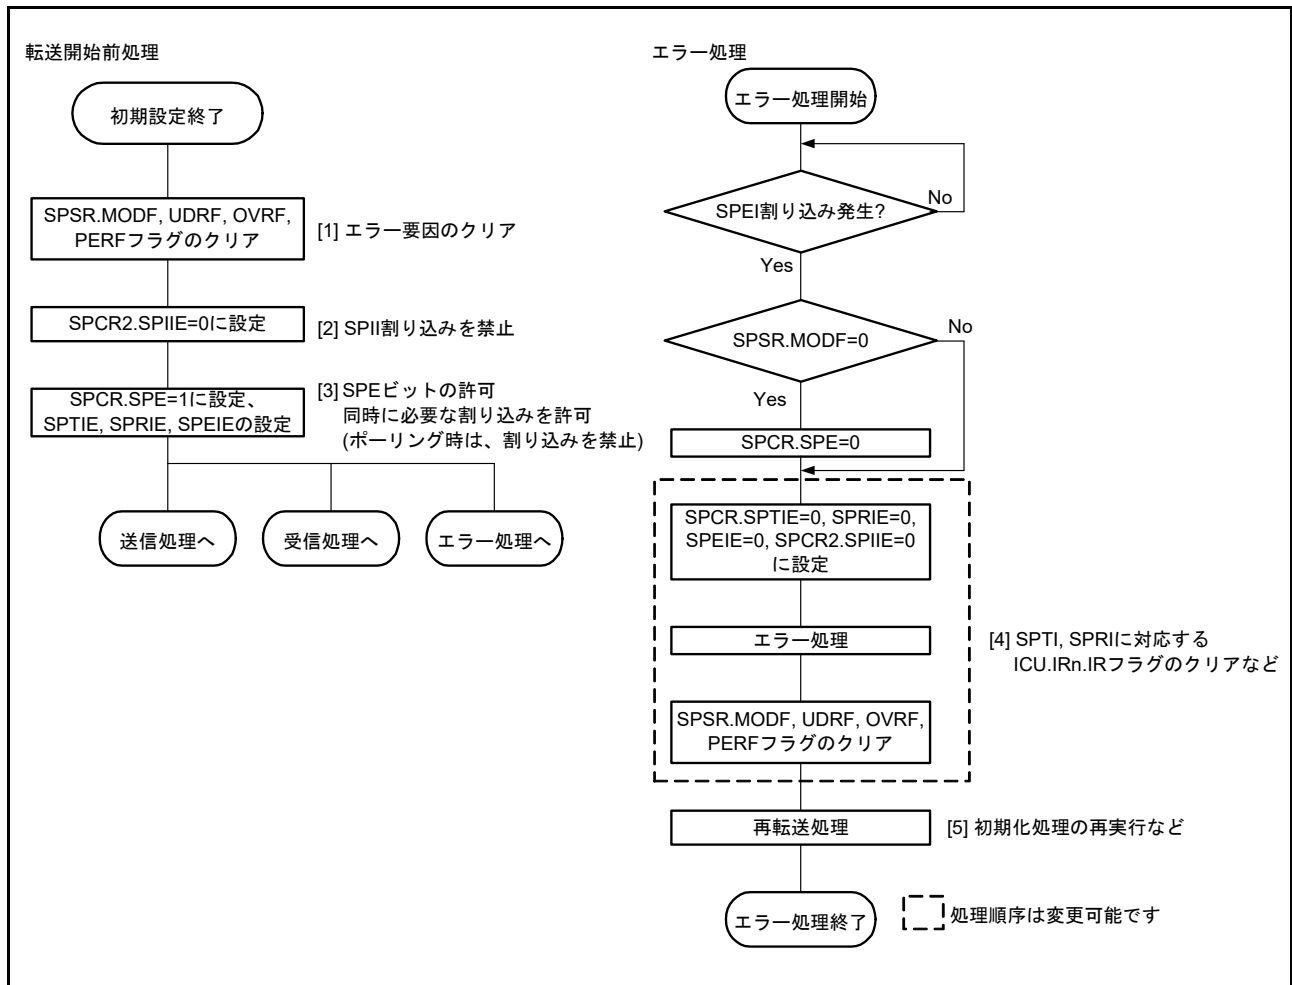 転送開始前処理
初期設定終了
SPSR.MODF, UDRF, OVRF,
PERFフラグのクリア
[1] エラー要因のクリア
SPCR2.SPIIE=0に設定
[2] SPII割り込みを禁止
SPCR.SPE=1に設定、
SPTIE, SPRIE, SPEIEの設定
[3] SPEビットの許可
同時に必要な割り込みを許可
(ポーリング時は、割り込みを禁止)
送信処理へ
受信処理へ
エラー処理へ
エラー処理
エラー処理開始
SPEI割り込み発生?
No
Yes
SPSR.MODF=0
No
Yes
SPCR.SPE=0
SPCR.SPTIE=0, SPRIE=0,
SPEIE=0, SPCR2.SPIIE=0
に設定
エラー処理
[4] SPTI, SPRIに対応する
ICU.IRn.IRフラグのクリアなど
SPSR.MODF, UDRF, OVRF,
PERFフラグのクリア
再転送処理
[5] 初期化処理の再実行など
エラー処理終了
処理順序は変更可能です